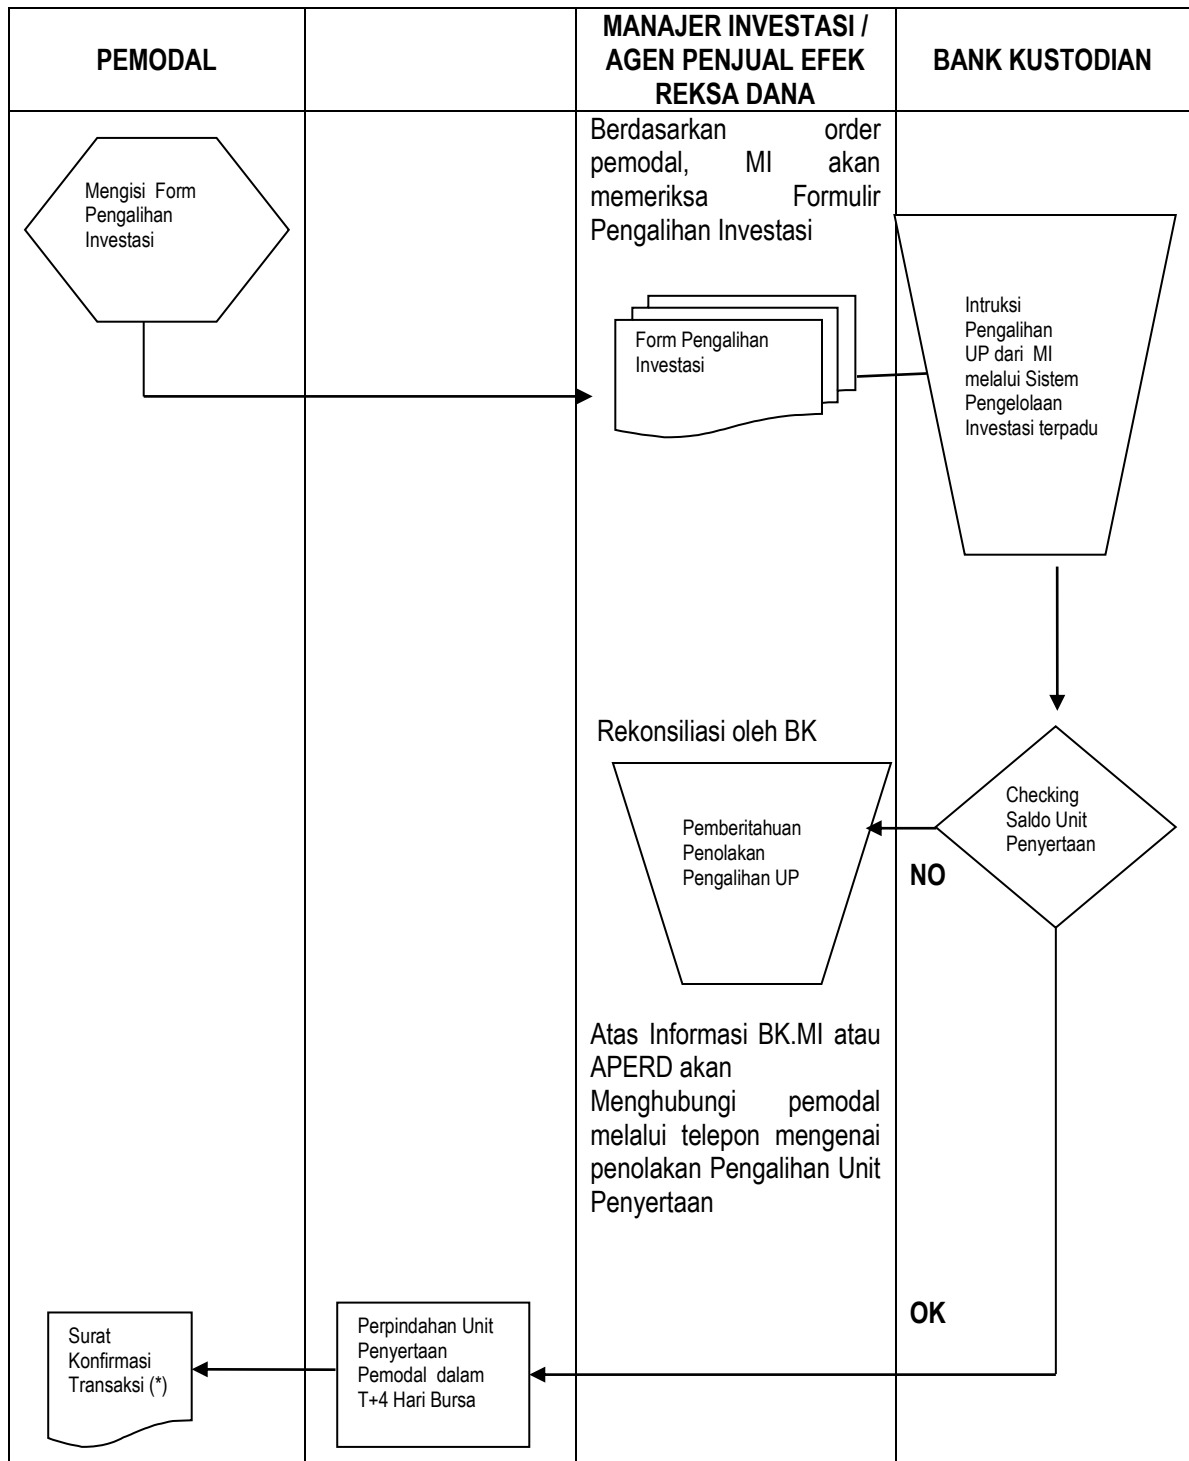 PEMODAL
MANAJER INVESTASI /
AGEN PENJUAL EFEK
REKSA DANA
BANK KUSTODIAN
Mengisi Form
Pengalihan
Investasi
Berdasarkan order
pemodal, MI akan
memeriksa Formulir
Pengalihan Investasi
Form Pengalihan
Investasi
Intruksi
Pengalihan
UP dari MI
melalui Sistem
Pengelolaan
Investasi terpadu
Rekonsiliasi oleh BK
Pemberitahuan
Penolakan
Pengalihan UP
Checking
Saldo Unit
Penyertaan
NO
Atas Informasi BK.MI atau
APERD akan
Menghubungi pemodal
melalui telepon mengenai
penolakan Pengalihan Unit
Penyertaan
OK
Surat
Konfirmasi
Transaksi (*)
Perpindahan Unit
Penyertaan
Pemodal dalam
T+4 Hari Bursa